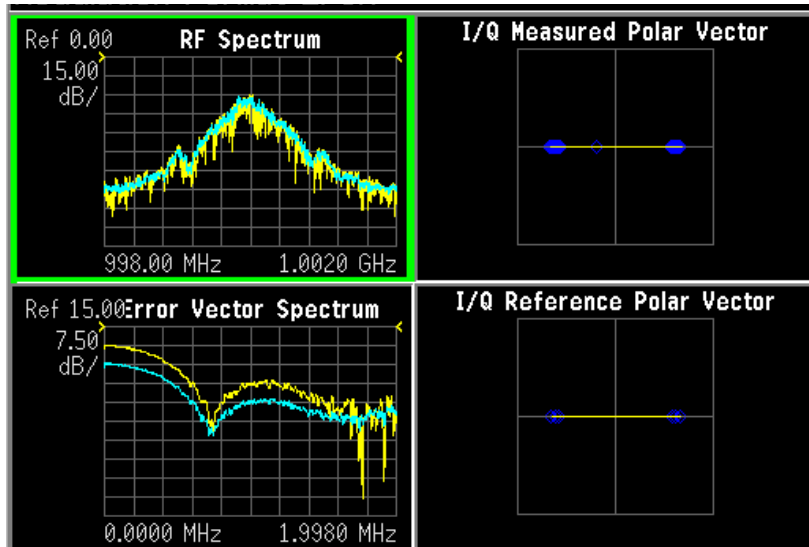 RF Spectrum
Ref 0.00
15.00
dB/
998.00 MHz 1.0020 GHz
I/Q Measured Polar Vector
Ref 15.00 Error Vector Spectrum
7.50
dB/
0.0000 MHz 1.9980 MHz
I/Q Reference Polar Vector